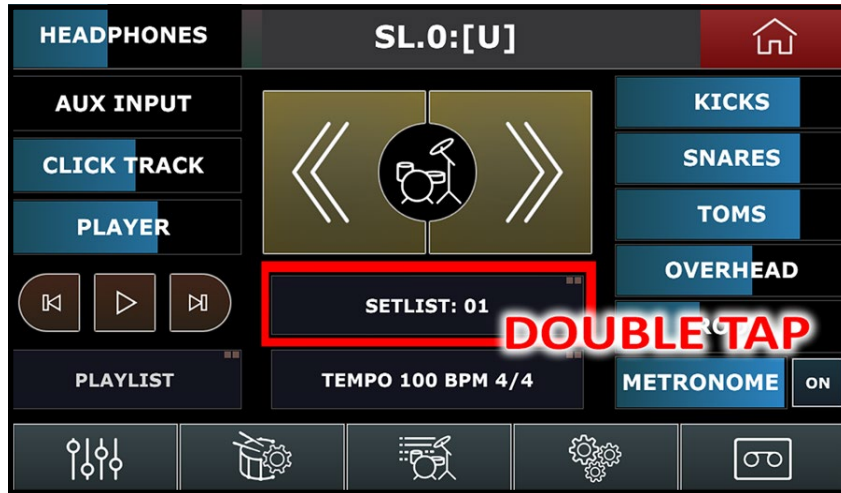 HEADPHONES
SL.0:[U]
AUX INPUT
KICKS
CLICK TRACK
SNARES
PLAYER
TOMS
OVERHEAD
SETLIST: 01
DOUBLE TAP
PLAYLIST
TEMPO 100 BPM 4/4
METRONOME
ON